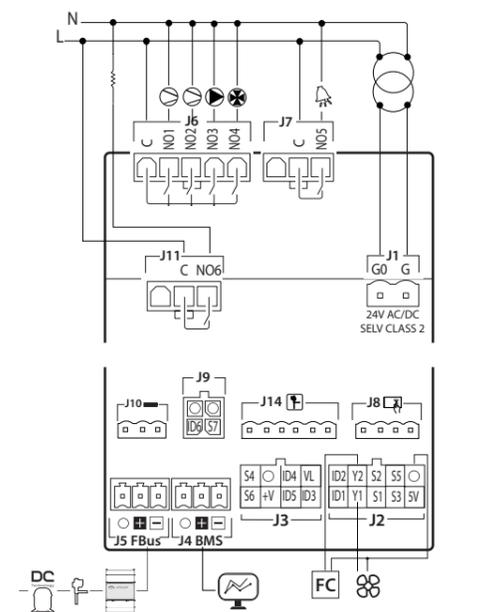 N
L
J6 J7
C NO1 NO2 NO3 NO4 C NO5
J11 J1
C NO6 G0 G
24V AC/DC
SELV CLASS 2
J9
J10 J14 J8
ID6 S7
S4 ID4 VL ID2 Y2 S2 S5
S6 +V ID5 ID3 ID1 Y1 S1 S3 5V
J3 J2
J5 FBus J4 BMS
DC
FC